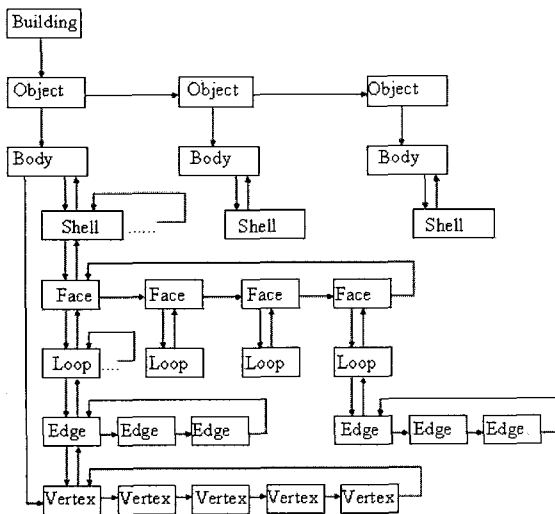 Building
Object Object Object
Body Body Body
Shell ...... Shell Shell
Face Face Face Face
Loop .... Loop Loop Loop
Edge Edge Edge Edge Edge Edge
Vertex Vertex Vertex Vertex Vertex